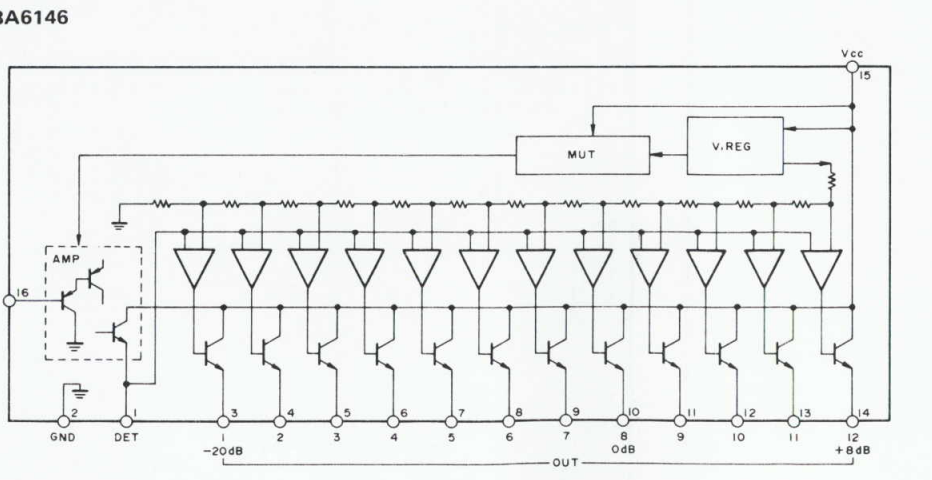 BA6146
Vcc
15
MUT
V.REG
AMP
16
2 1 3 4 5 6 7 8 9 10 11 12 13 14
GND DET 1 2 3 4 5 6 7 8 9 10 11 12
-20dB 0dB +8dB
OUT